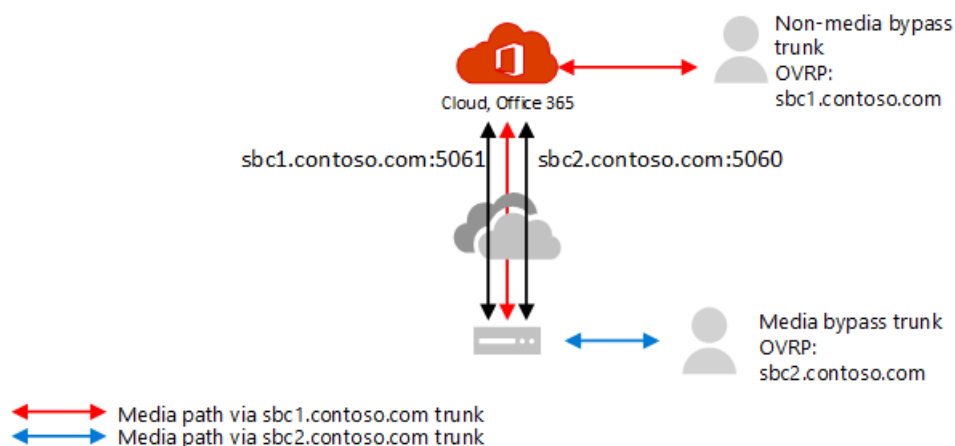 Non-media bypass
trunk
OVRP:
sbc1.contoso.com
Cloud, Office 365
sbc1.contoso.com:5061
sbc2.contoso.com:5060
Media bypass trunk
OVRP:
sbc2.contoso.com
Media path via sbc1.contoso.com trunk
Media path via sbc2.contoso.com trunk